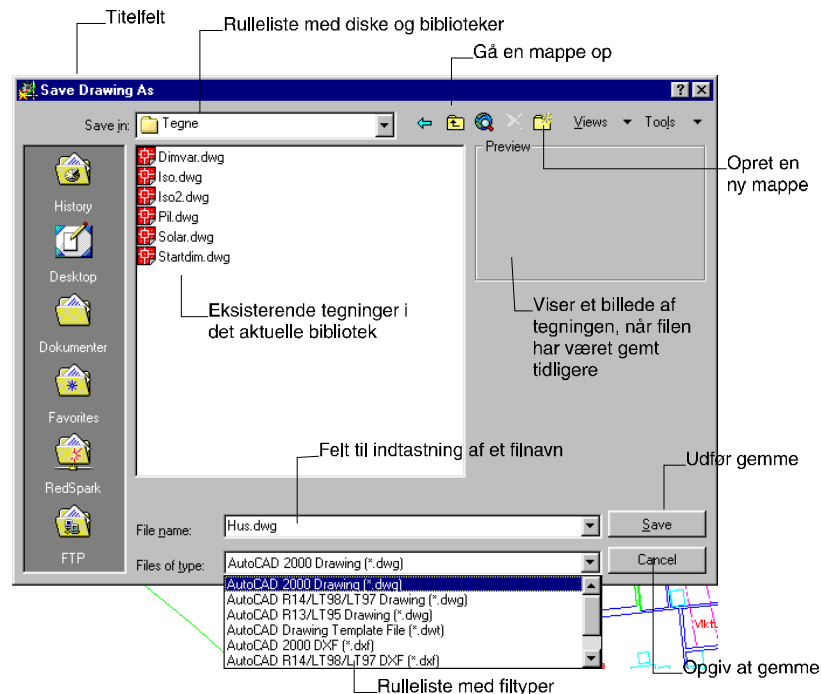 Titelfelt
Rulleliste med diske og biblioteker
Gå en mappe op
Save Drawing As
Save in:
Tegne
Views
Tools
History
Desktop
Dokumenter
Favorites
RedSpark
FTP
Dimvar.dwg
Iso.dwg
Iso2.dwg
Pil.dwg
Solar.dwg
Startdim.dwg
Preview
Opret en
ny mappe
Eksisterende tegninger i
det aktuelle bibliotek
Viser et billede af
tegningen, når filen
har været gemt
tidligere
Felt til indtastning af et filnavn
Udfør gemme
File name:
Hus.dwg
Save
Files of type:
AutoCAD 2000 Drawing (*.dwg)
Cancel
AutoCAD 2000 Drawing (*.dwg)
AutoCAD R14/LT98/LT97 Drawing (*.dwg)
AutoCAD R13/LT95 Drawing (*.dwg)
AutoCAD Drawing Template File (*.dwt)
AutoCAD 2000 DXF (*.dxf)
AutoCAD R14/LT98/LT97 DXF (*.dxf)
Opgiv at gemme
Rulleliste med filtyper